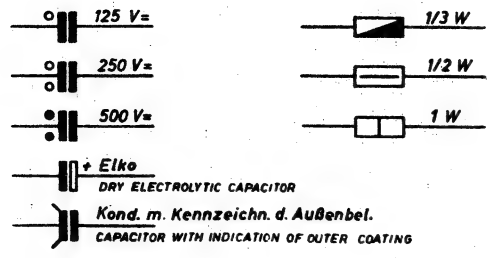 125 V= 1/3 W
250 V= 1/2 W
500 V= 1 W
+ Elko
DRY ELECTROLYTIC CAPACITOR
Kond. m. Kennzeichn. d. Außenbel.
CAPACITOR WITH INDICATION OF OUTER COATING